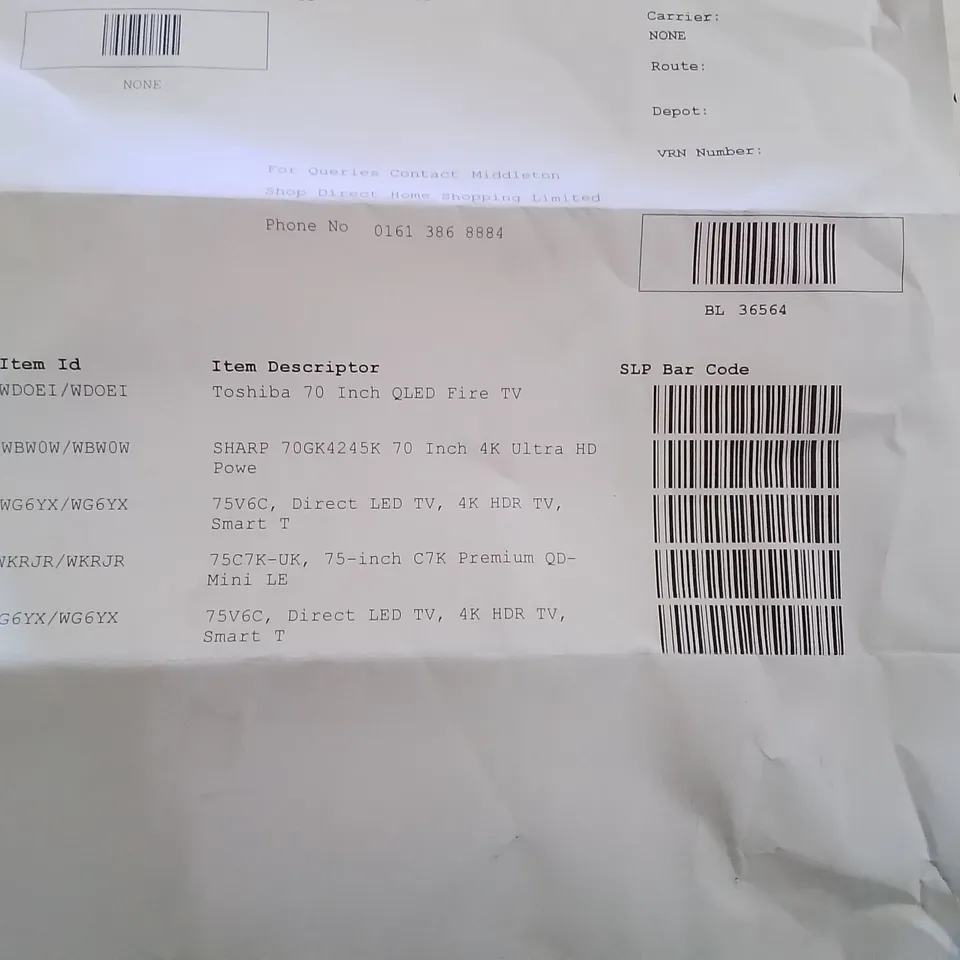 Carrier:
NONE
NONE
Route:
Depot:
VRN Number:
For Queries Contact Middleton
Shop Direct Home Shopping Limited
Phone No 0161 386 8884
BL 36564
Item Id Item Descriptor SLP Bar Code
WDOEI/WDOEI Toshiba 70 Inch QLED Fire TV
WBW0W/WBW0W SHARP 70GK4245K 70 Inch 4K Ultra HD
Powe
WG6YX/WG6YX 75V6C, Direct LED TV, 4K HDR TV,
Smart T
WKRJR/WKRJR 75C7K-UK, 75-inch C7K Premium QD-
Mini LE
G6YX/WG6YX 75V6C, Direct LED TV, 4K HDR TV,
Smart T